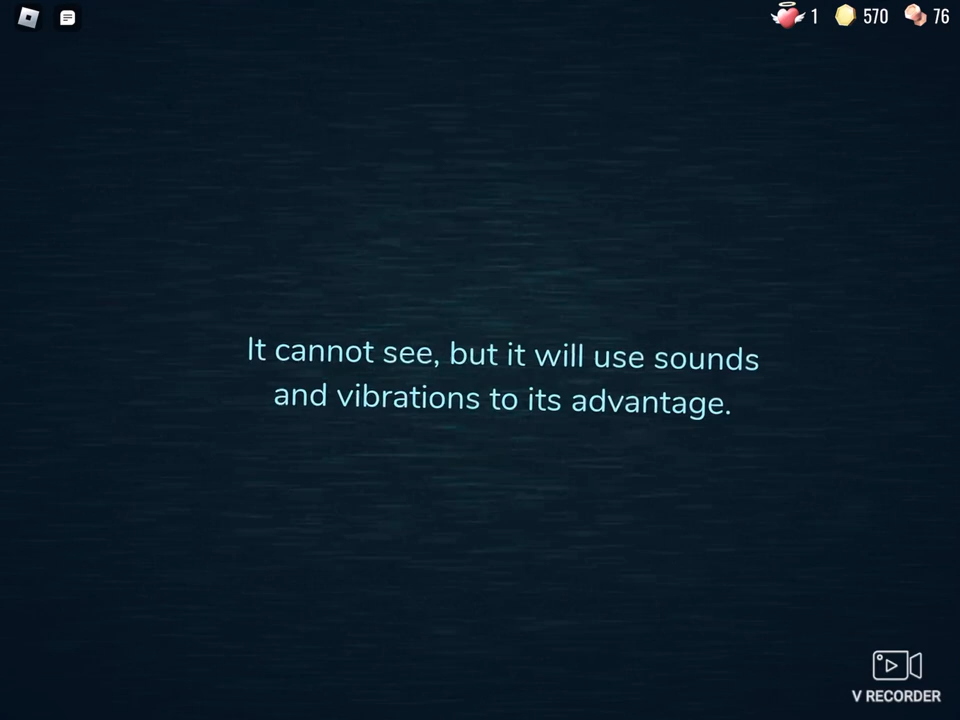 1 570 76
It cannot see, but it will use sounds
and vibrations to its advantage.
V RECORDER